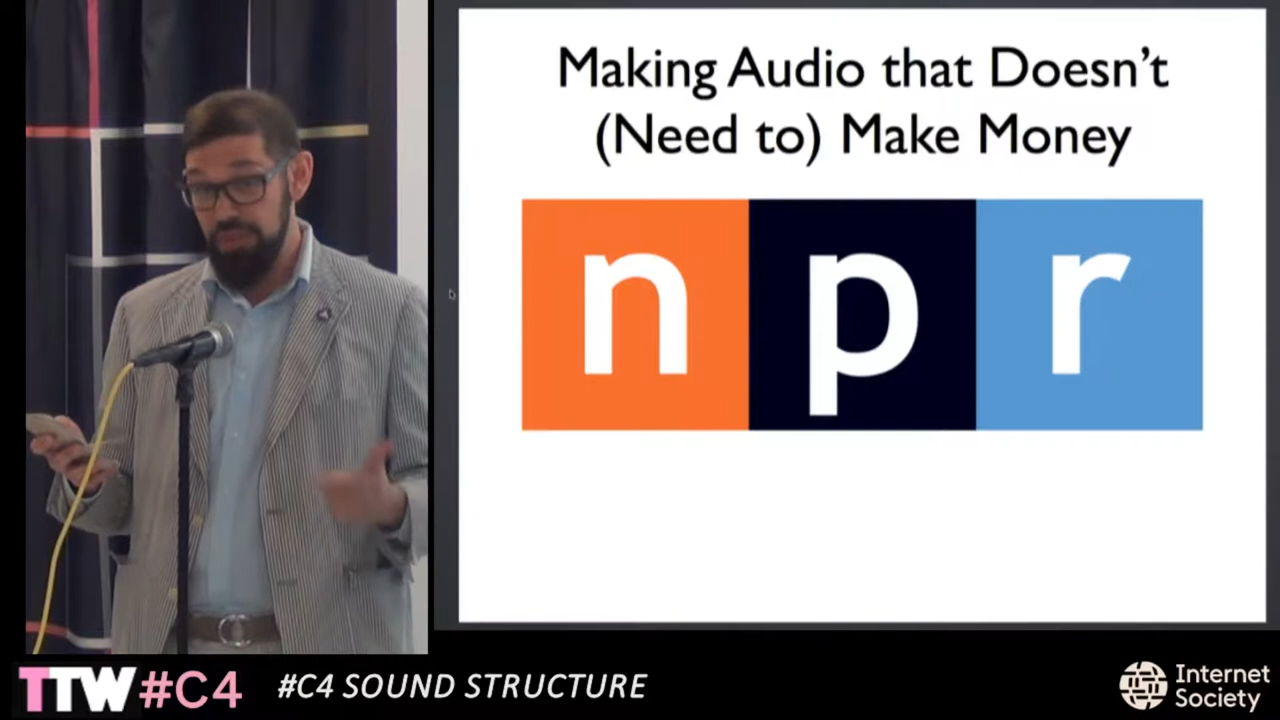 Making Audio that Doesn't
(Need to) Make Money
npr
TTW#C4
#C4 SOUND STRUCTURE
Internet
Society